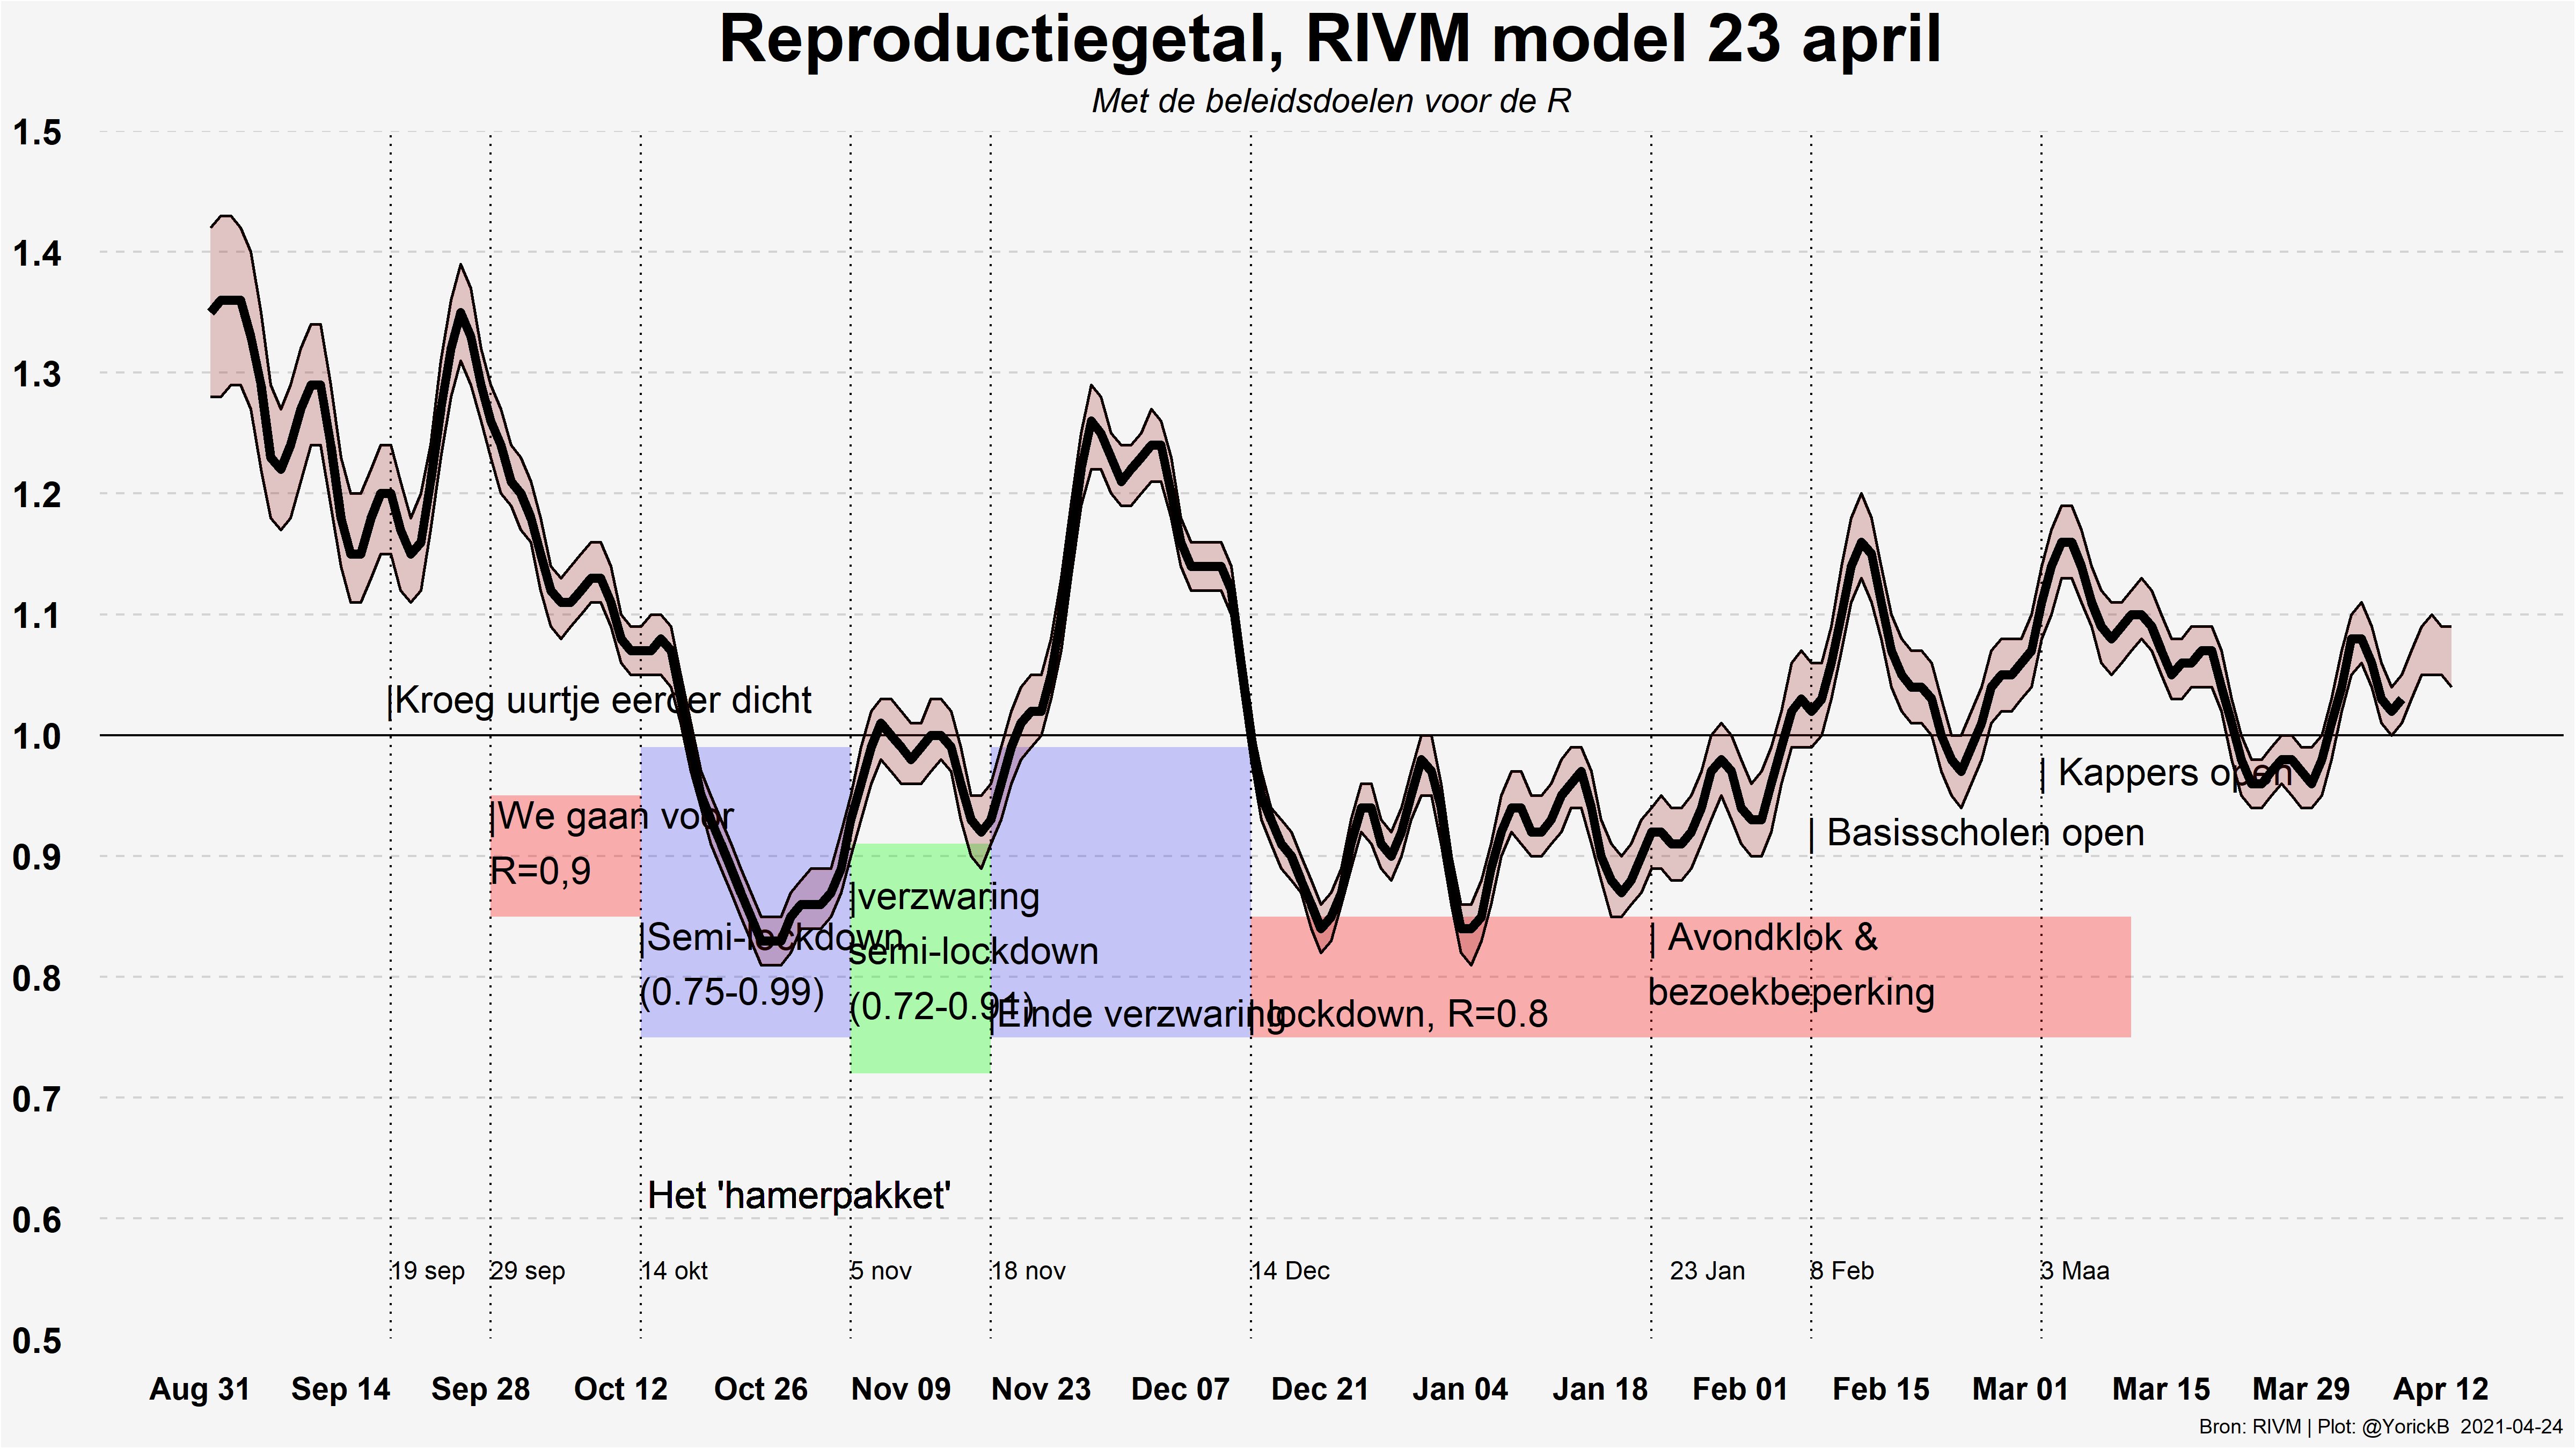 Reproductiegetal, RIVM model 23 april
Met de beleidsdoelen voor de R
1.5
1.4
1.3
1.2
1.1
1.0
0.9
0.8
0.7
0.6
0.5
|Kroeg uurtje eerder dicht
|We gaan voor
R=0,9
|Semi-lockdown
(0.75-0.99)
|verzwaring
semi-lockdown
(0.72-0.91)
|Einde verzwaring
|lockdown, R=0.8
| Avondklok &
bezoekbeperking
| Basisscholen open
| Kappers open
Het 'hamerpakket'
19 sep
29 sep
14 okt
5 nov
18 nov
14 Dec
23 Jan
8 Feb
3 Maa
Aug 31
Sep 14
Sep 28
Oct 12
Oct 26
Nov 09
Nov 23
Dec 07
Dec 21
Jan 04
Jan 18
Feb 01
Feb 15
Mar 01
Mar 15
Mar 29
Apr 12
Bron: RIVM | Plot: @YorickB  2021-04-24